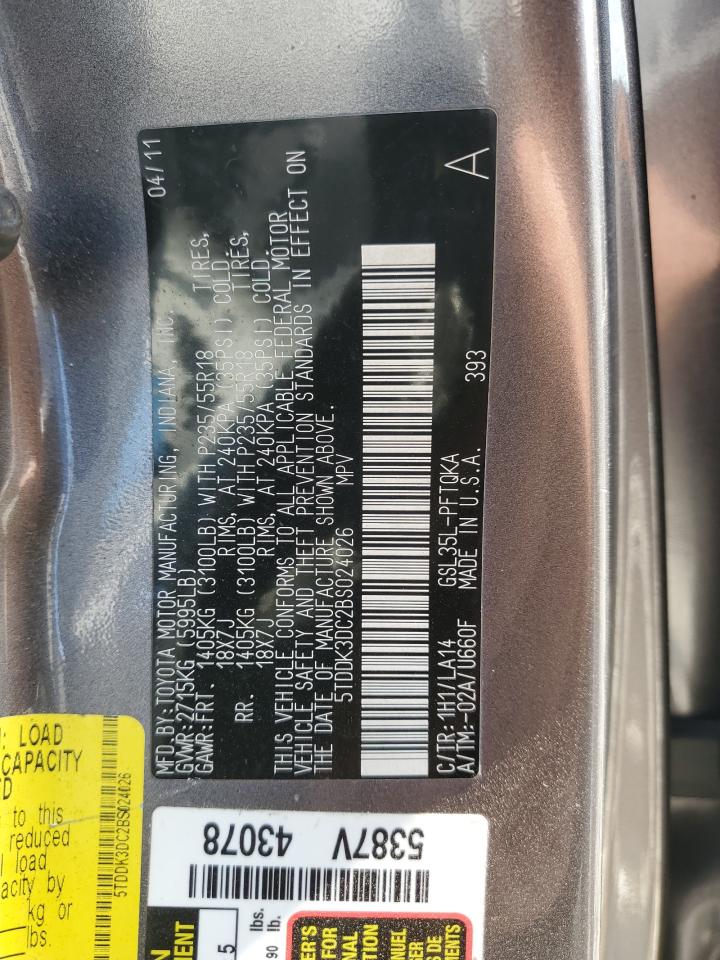 04/11
MFD.BY:TOYOTA MOTOR MANUFACTURING, INDIANA, INC.
GVWR:2715KG (5995LB)
GAWR:FRT. 1405KG (3100LB) WITH P235/55R18 TIRES,
18X7J RIMS, AT 240KPA (35PSI) COLD.
RR. 1405KG (3100LB) WITH P235/55R18 TIRES,
18X7J RIMS, AT 240KPA (35PSI) COLD.
THIS VEHICLE CONFORMS TO ALL APPLICABLE FEDERAL MOTOR
VEHICLE SAFETY AND THEFT PREVENTION STANDARDS IN EFFECT ON
THE DATE OF MANUFACTURE SHOWN ABOVE.
5TDDK3DC2BS024026 MPV
C/TR:1H1/LA14 GSL35L-PFTQKA
A/TM:-02A/U660F MADE IN U.S.A. 393
A
LOAD
CAPACITY
to this
reduced
load
by
kg or
lbs.
5TDDK3DC2BS024026
5387V 43078
5
lbs.
90 lb.